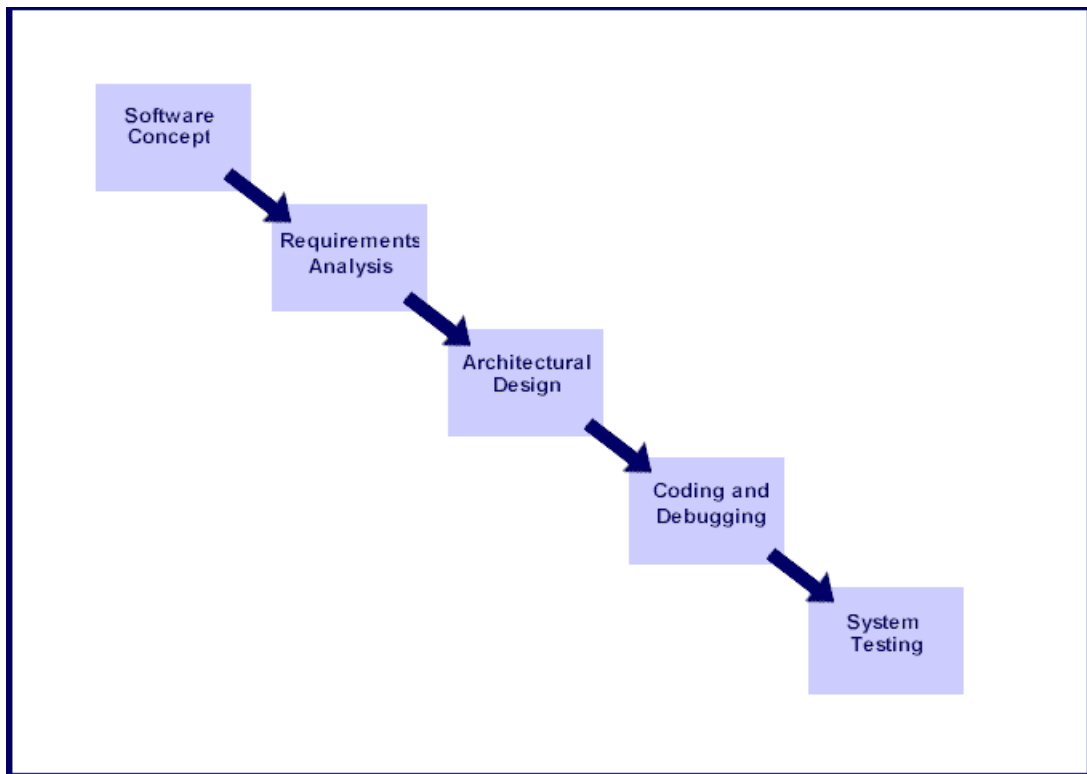 Software
Concept
Requirements
Analysis
Architectural
Design
Coding and
Debugging
System
Testing